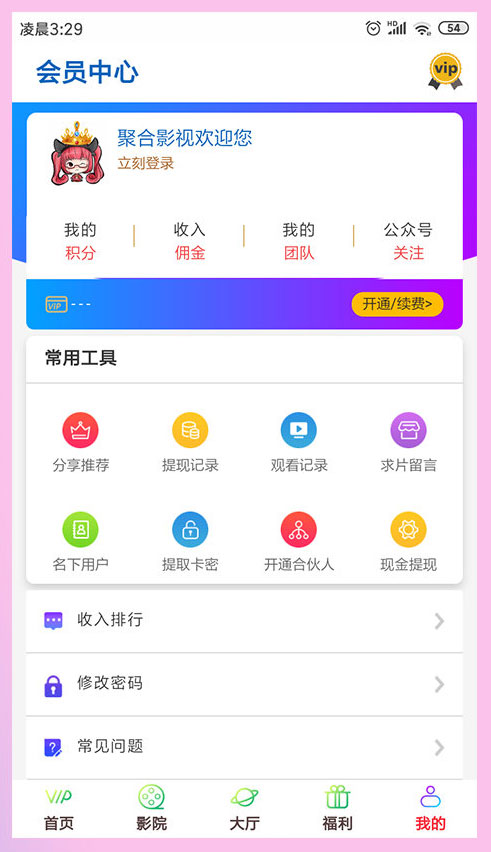 凌晨3:29
HD
54
会员中心
vip
聚合影视欢迎您
立刻登录
我的 收入 我的 公众号
积分 佣金 团队 关注
VIP --- 开通/续费>
常用工具
分享推荐 提现记录 观看记录 求片留言
名下用户 提取卡密 开通合伙人 现金提现
收入排行
修改密码
常见问题
VIP
首页 影院 大厅 福利 我的